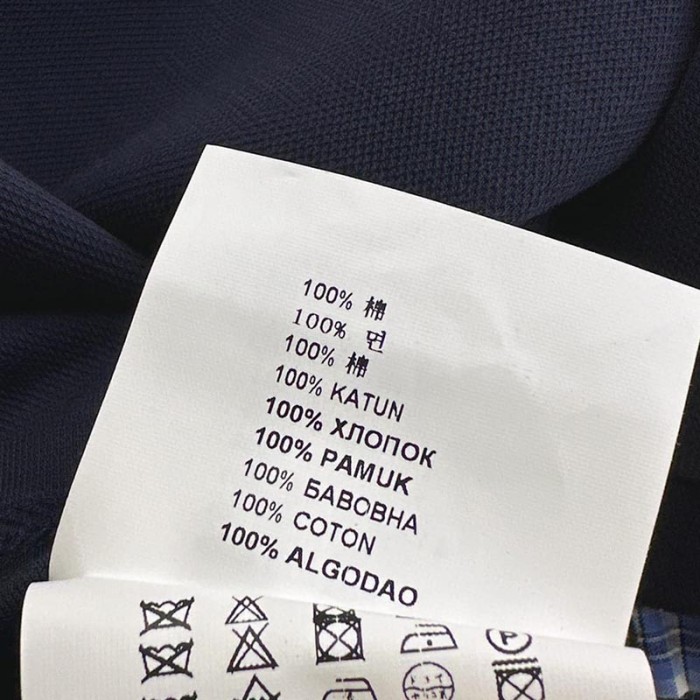 100% 棉
100% 면
100% 棉
100% KATUN
100% ХЛОПОК
100% PAMUK
100% БАВОВНА
100% COTON
100% ALGODAO
P